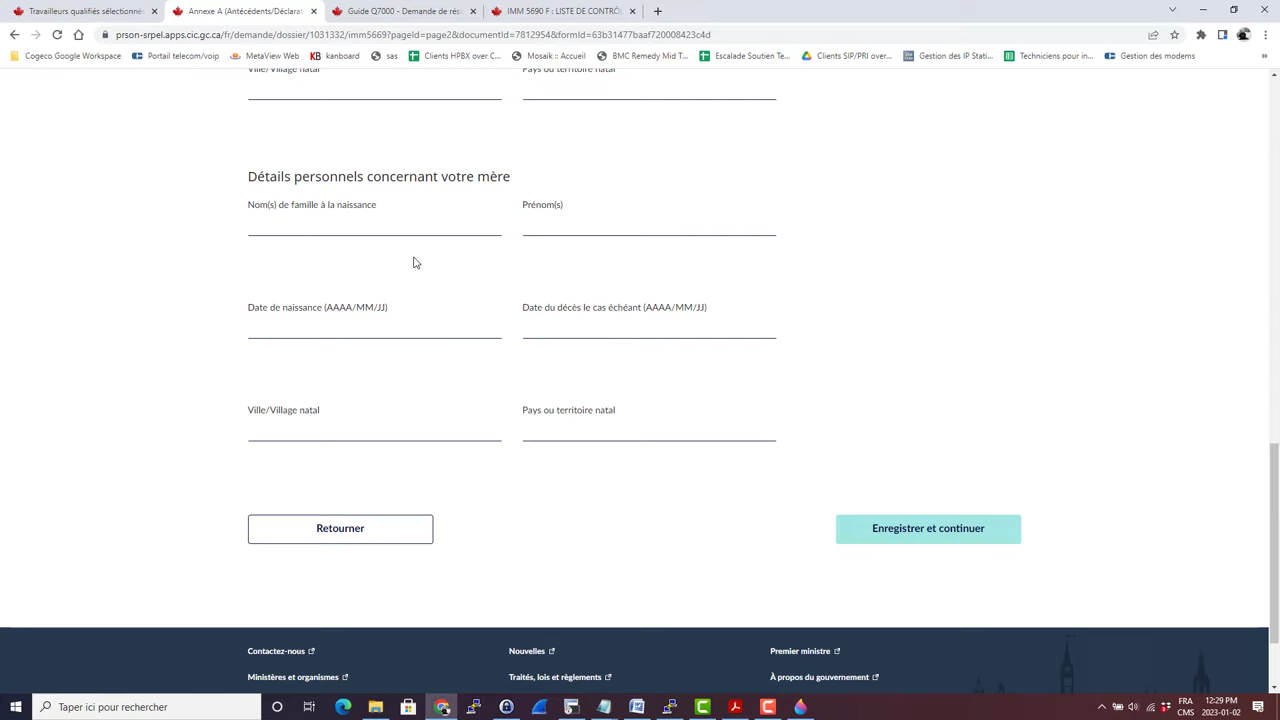 Travailleurs qualifiés sélectionnés
Annexe A (Antécédents/Déclarat
Guide Q7000 - Demande de rés
IMM 5690 F : LISTE DE CONTRÔL
prson-srpel.apps.cic.gc.ca/fr/demande/dossier/1031332/imm5669?pageId=page2&documentId=7812954&formId=63b31477baaf720008423c4d
Cogeco Google Workspace
Portail telecom/voip
MetaView Web
KB kanboard
sas
Clients HPBX over C...
Mosaik :: Accueil
BMC Remedy Mid T...
Escalade Soutien Te...
Clients SIP/PRI over...
Gestion des IP Stati...
Techniciens pour in...
Gestion des modems
»
Ville/Village natal
Pays ou territoire natal
Détails personnels concernant votre mère
Nom(s) de famille à la naissance
Prénom(s)
Date de naissance (AAAA/MM/JJ)
Date du décès le cas échéant (AAAA/MM/JJ)
Ville/Village natal
Pays ou territoire natal
Retourner
Enregistrer et continuer
Contactez-nous
Nouvelles
Premier ministre
Ministères et organismes
Traités, lois et règlements
À propos du gouvernement
Taper ici pour rechercher
FRA
CMS
12:29 PM
2023-01-02